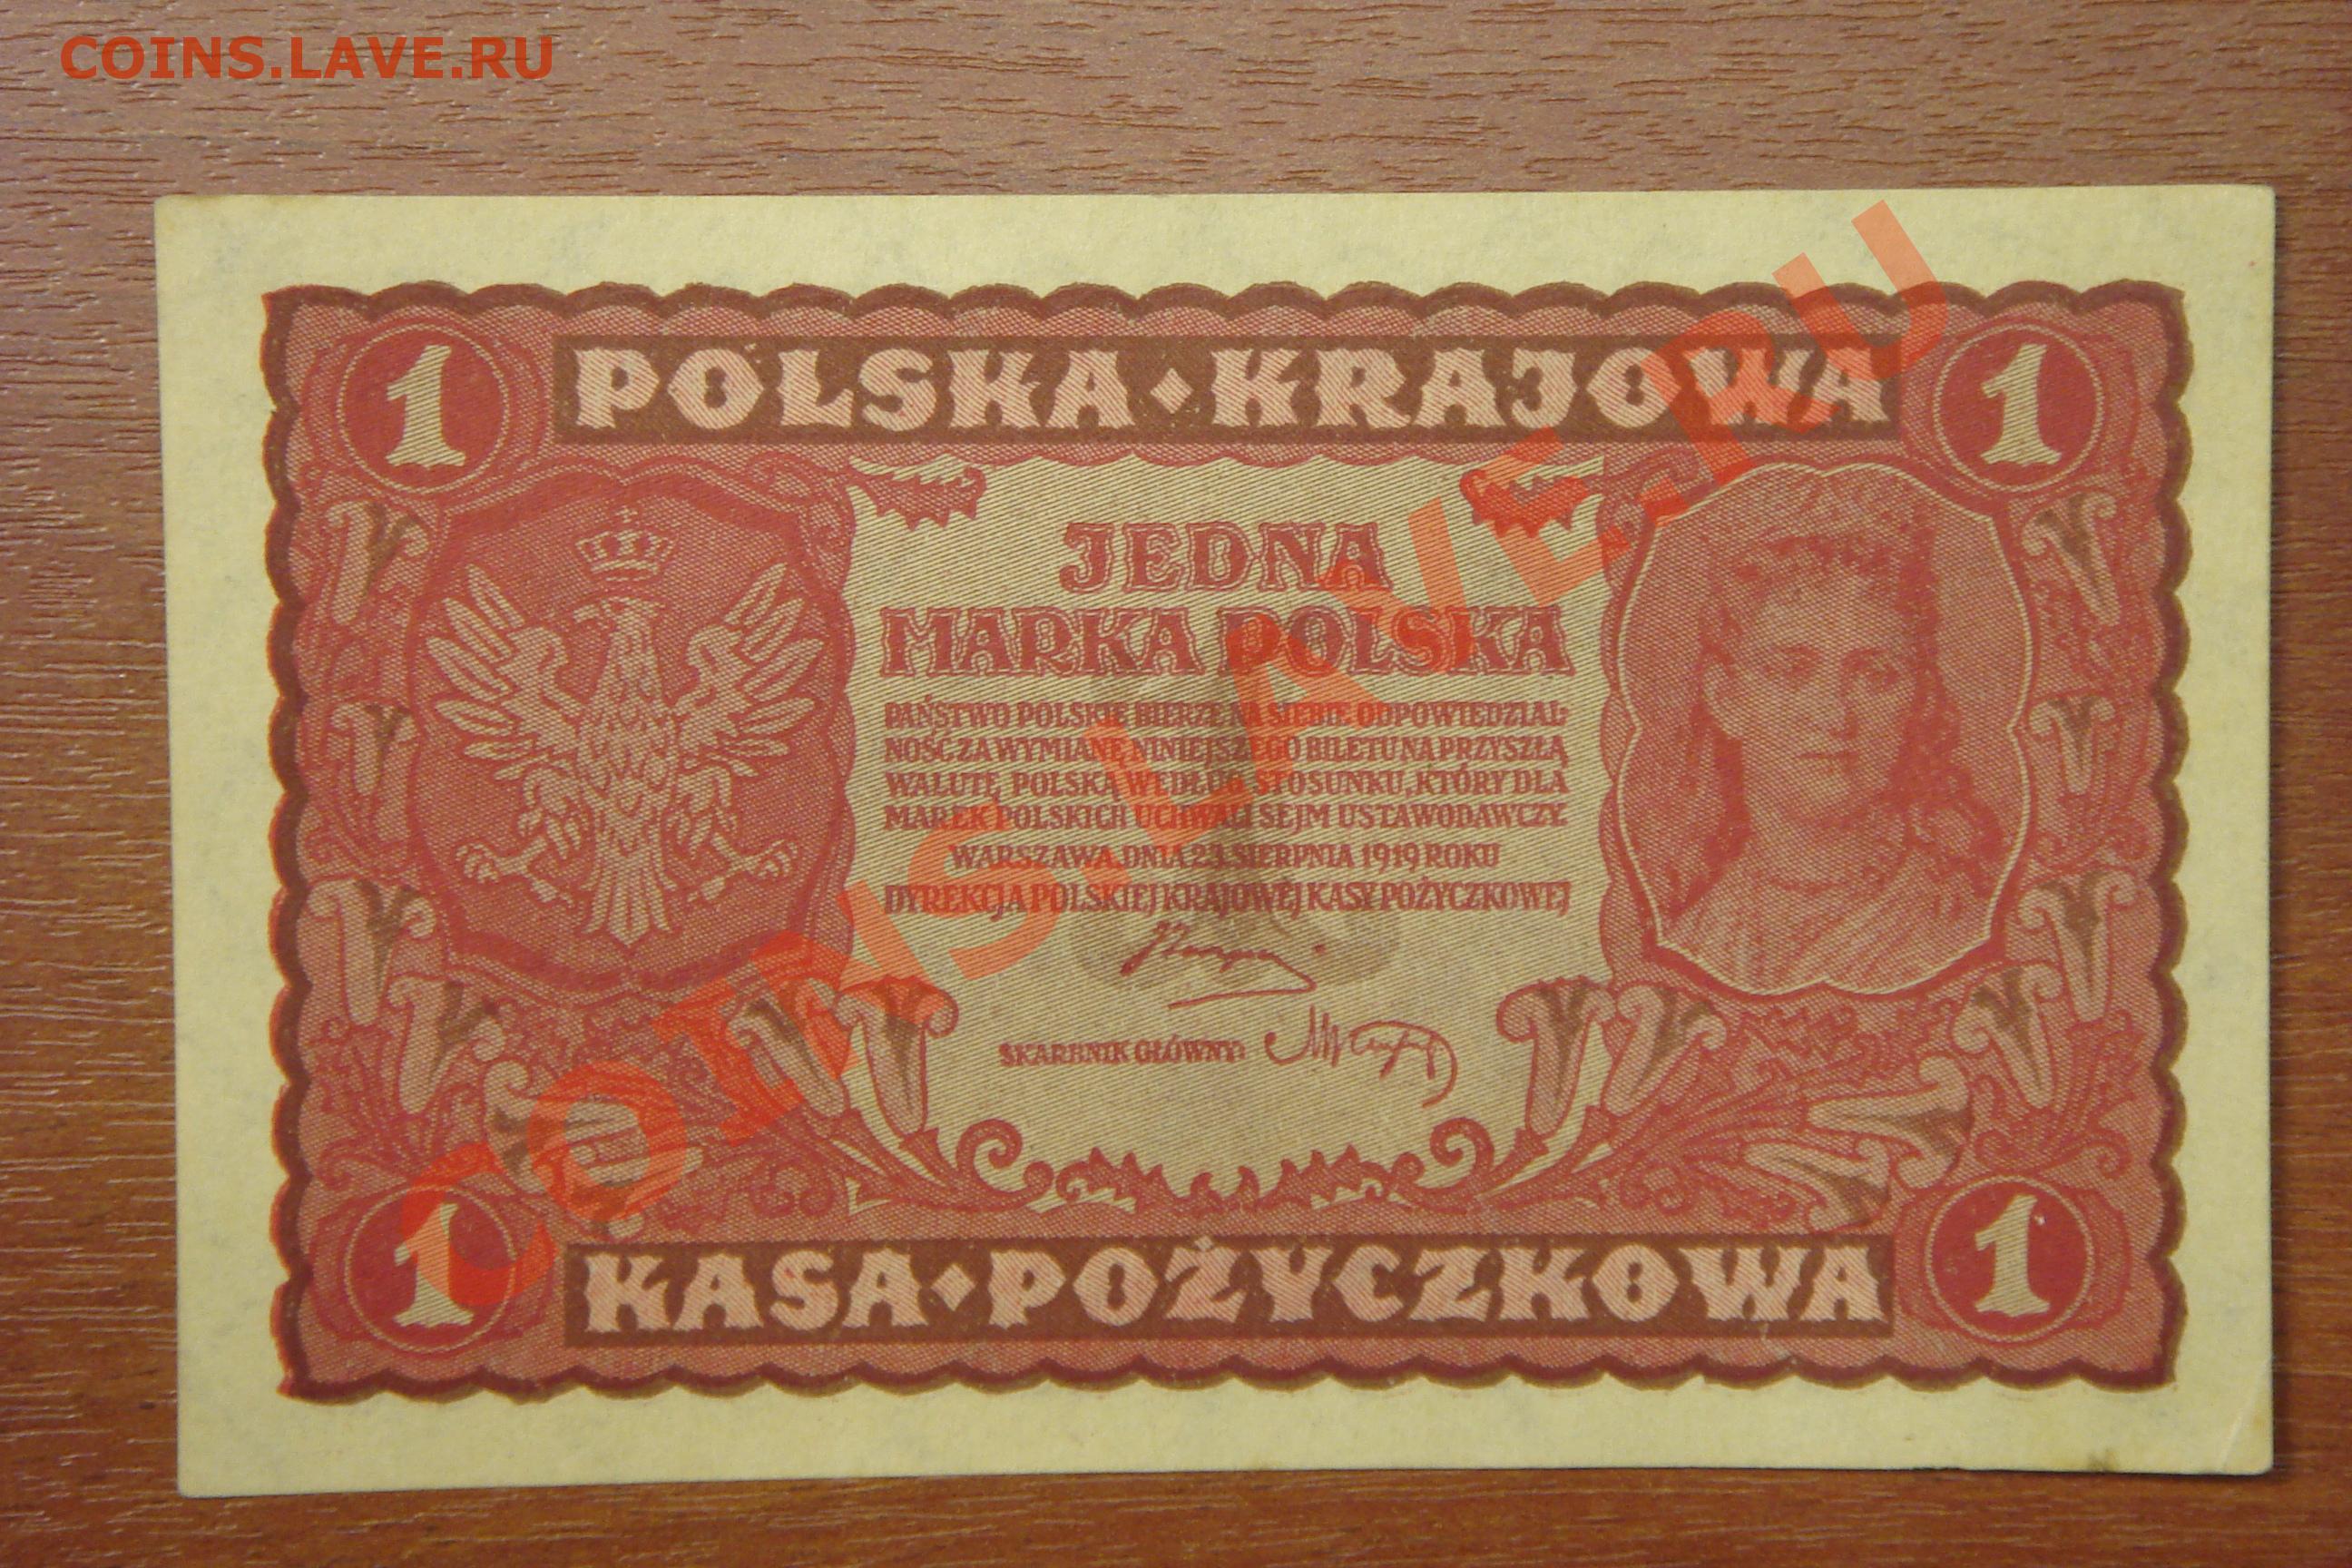 COINS.LAVE.RU
1 POLSKA • KRAJOWA 1
JEDNA
MARKA POLSKA
PAŃSTWO POLSKIE BIERZE NA SIEBIE ODPOWIEDZIAL-
NOŚĆ ZA WYMIANĘ NINIEJSZEGO BILETU NA PRZYSZŁĄ
WALUTĘ POLSKĄ WEDŁUG STOSUNKU, KTÓRY DLA
MAREK POLSKICH UCHWALI SEJM USTAWODAWCZY.
WARSZAWA, DNIA 23 SIERPNIA 1919 ROKU
DYREKCJA POLSKIEJ KRAJOWEJ KASY POŻYCZKOWEJ
SKARBNIK GŁÓWNY:
1 KASA • POŻYCZKOWA 1
COINS.LAVE.RU